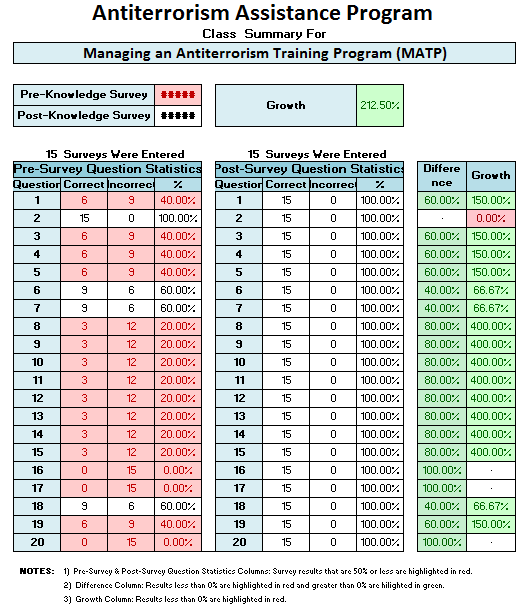 Antiterrorism Assistance Program
Class Summary For
Managing an Antiterrorism Training Program (MATP)
Pre-Knowledge Survey #####
Post-Knowledge Survey #####
Growth 212.50%
15 Surveys Were Entered 15 Surveys Were Entered
Pre-Survey Question Statistics Post-Survey Question Statistics Differe nce Growth
Question Correct Incorrect % Question Correct Incorrect %
1 6 9 40.00% 1 15 0 100.00% 60.00% 150.00%
2 15 0 100.00% 2 15 0 100.00% - 0.00%
3 6 9 40.00% 3 15 0 100.00% 60.00% 150.00%
4 6 9 40.00% 4 15 0 100.00% 60.00% 150.00%
5 6 9 40.00% 5 15 0 100.00% 60.00% 150.00%
6 9 6 60.00% 6 15 0 100.00% 40.00% 66.67%
7 9 6 60.00% 7 15 0 100.00% 40.00% 66.67%
8 3 12 20.00% 8 15 0 100.00% 80.00% 400.00%
9 3 12 20.00% 9 15 0 100.00% 80.00% 400.00%
10 3 12 20.00% 10 15 0 100.00% 80.00% 400.00%
11 3 12 20.00% 11 15 0 100.00% 80.00% 400.00%
12 3 12 20.00% 12 15 0 100.00% 80.00% 400.00%
13 3 12 20.00% 13 15 0 100.00% 80.00% 400.00%
14 3 12 20.00% 14 15 0 100.00% 80.00% 400.00%
15 3 12 20.00% 15 15 0 100.00% 80.00% 400.00%
16 0 15 0.00% 16 15 0 100.00% 100.00% -
17 0 15 0.00% 17 15 0 100.00% 100.00% -
18 9 6 60.00% 18 15 0 100.00% 40.00% 66.67%
19 6 9 40.00% 19 15 0 100.00% 60.00% 150.00%
20 0 15 0.00% 20 15 0 100.00% 100.00% -
NOTES: 1) Pre-Survey & Post-Survey Question Statistics Columns: Survey results that are 50% or less are highlighted in red.
2) Difference Column: Results less than 0% are highlighted in red and greater than 0% are hilighted in green.
3) Growth Column: Results less than 0% are highlighted in red.